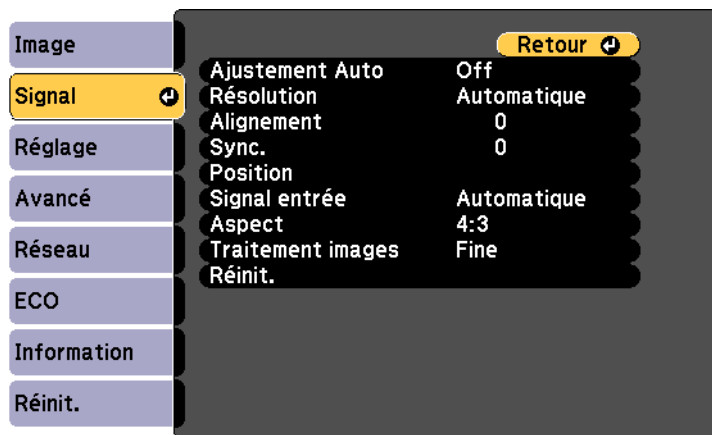 Image
Signal
Réglage
Avancé
Réseau
ECO
Information
Réinit.
Retour
Ajustement Auto Off
Résolution Automatique
Alignement 0
Sync. 0
Position
Signal entrée Automatique
Aspect 4:3
Traitement images Fine
Réinit.